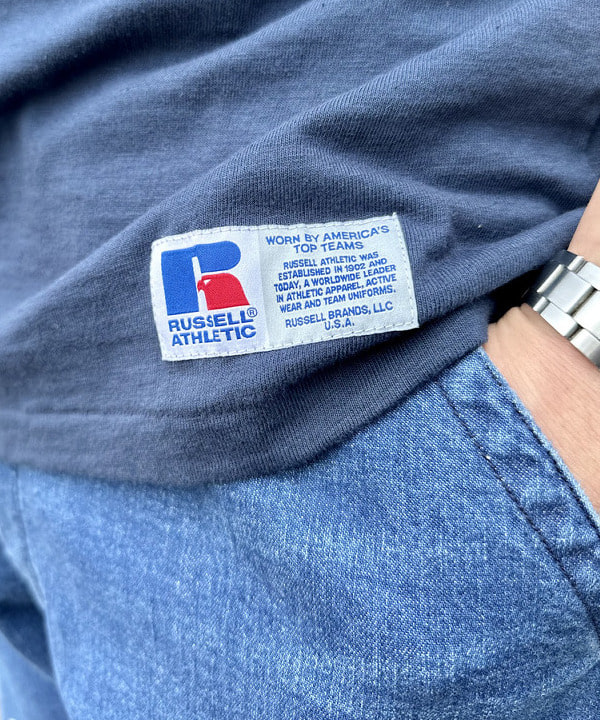 R
RUSSELL®
ATHLETIC
WORN BY AMERICA'S
TOP TEAMS
RUSSELL ATHLETIC WAS
ESTABLISHED IN 1902 AND
TODAY, A WORLDWIDE LEADER
IN ATHLETIC APPAREL, ACTIVE
WEAR AND TEAM UNIFORMS.
RUSSELL BRANDS, LLC
U.S.A.